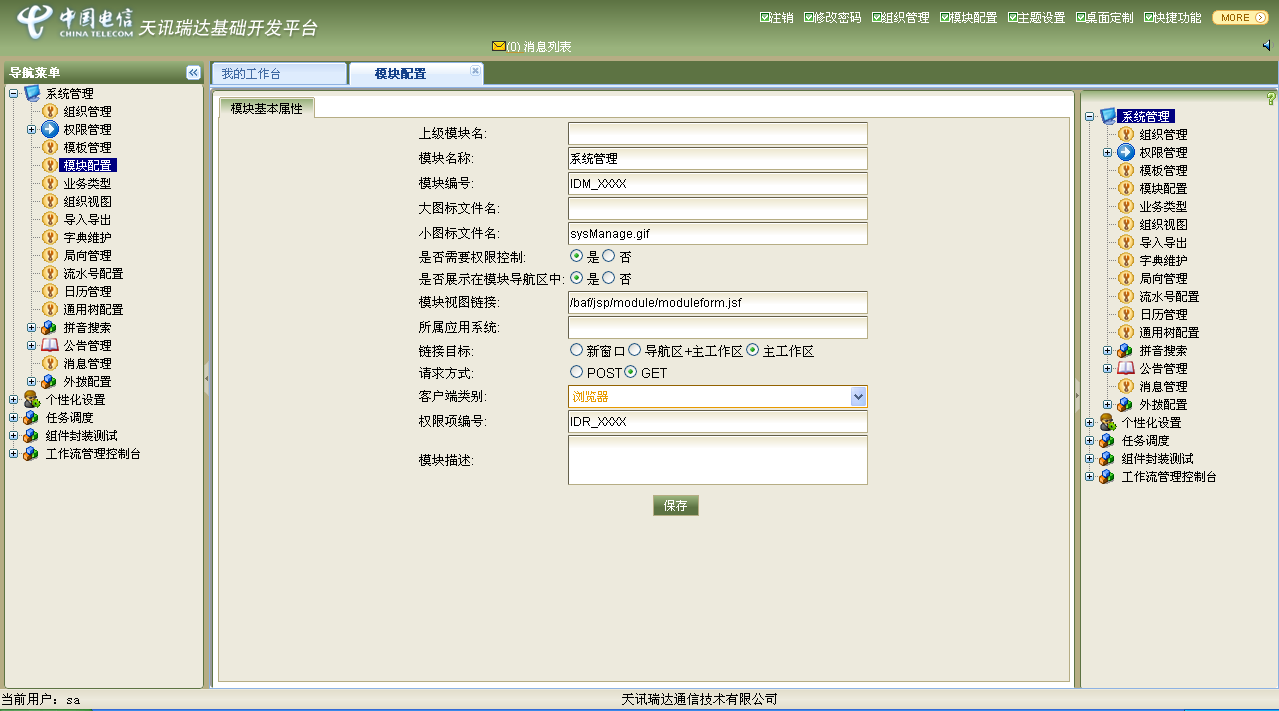 中国电信
CHINA TELECOM
天讯瑞达基础开发平台
注销 修改密码 组织管理 模块配置 主题设置 桌面定制 快捷功能 MORE
(0) 消息列表
导航菜单
系统管理
组织管理
权限管理
模板管理
模块配置
业务类型
组织视图
导入导出
字典维护
局向管理
流水号配置
日历管理
通用树配置
拼音搜索
公告管理
消息管理
外拨配置
个性化设置
任务调度
组件封装测试
工作流管理控制台
我的工作台 模块配置
模块基本属性
上级模块名:
模块名称: 系统管理
模块编号: IDM_XXXX
大图标文件名:
小图标文件名: sysManage.gif
是否需要权限控制: 是 否
是否展示在模块导航区中: 是 否
模块视图链接: /baf/jsp/module/moduleform.jsf
所属应用系统:
链接目标: 新窗口 导航区+主工作区 主工作区
请求方式: POST GET
客户端类别: 浏览器
权限项编号: IDR_XXXX
模块描述:
保存
系统管理
组织管理
权限管理
模板管理
模块配置
业务类型
组织视图
导入导出
字典维护
局向管理
流水号配置
日历管理
通用树配置
拼音搜索
公告管理
消息管理
外拨配置
个性化设置
任务调度
组件封装测试
工作流管理控制台
当前用户: sa
天讯瑞达通信技术有限公司